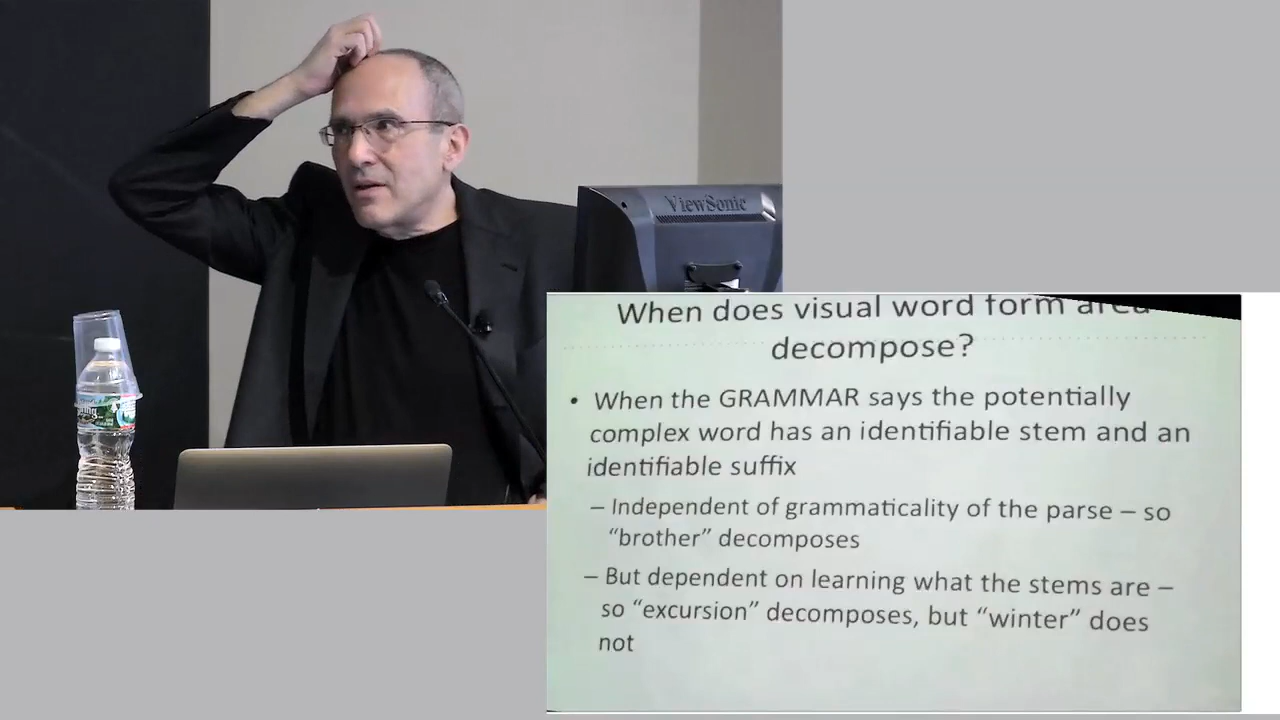 ViewSonic
When does visual word form area
decompose?
• When the GRAMMAR says the potentially
complex word has an identifiable stem and an
identifiable suffix
– Independent of grammaticality of the parse – so
“brother” decomposes
– But dependent on learning what the stems are –
so “excursion” decomposes, but “winter” does
not